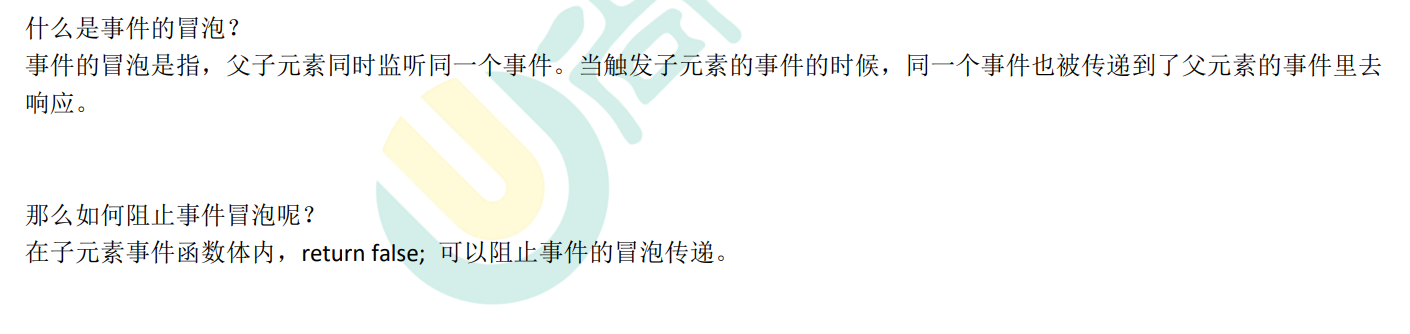 什么是事件的冒泡？
事件的冒泡是指，父子元素同时监听同一个事件。当触发子元素的事件的时候，同一个事件也被传递到了父元素的事件里去
响应。
那么如何阻止事件冒泡呢？
在子元素事件函数体内，return false; 可以阻止事件的冒泡传递。